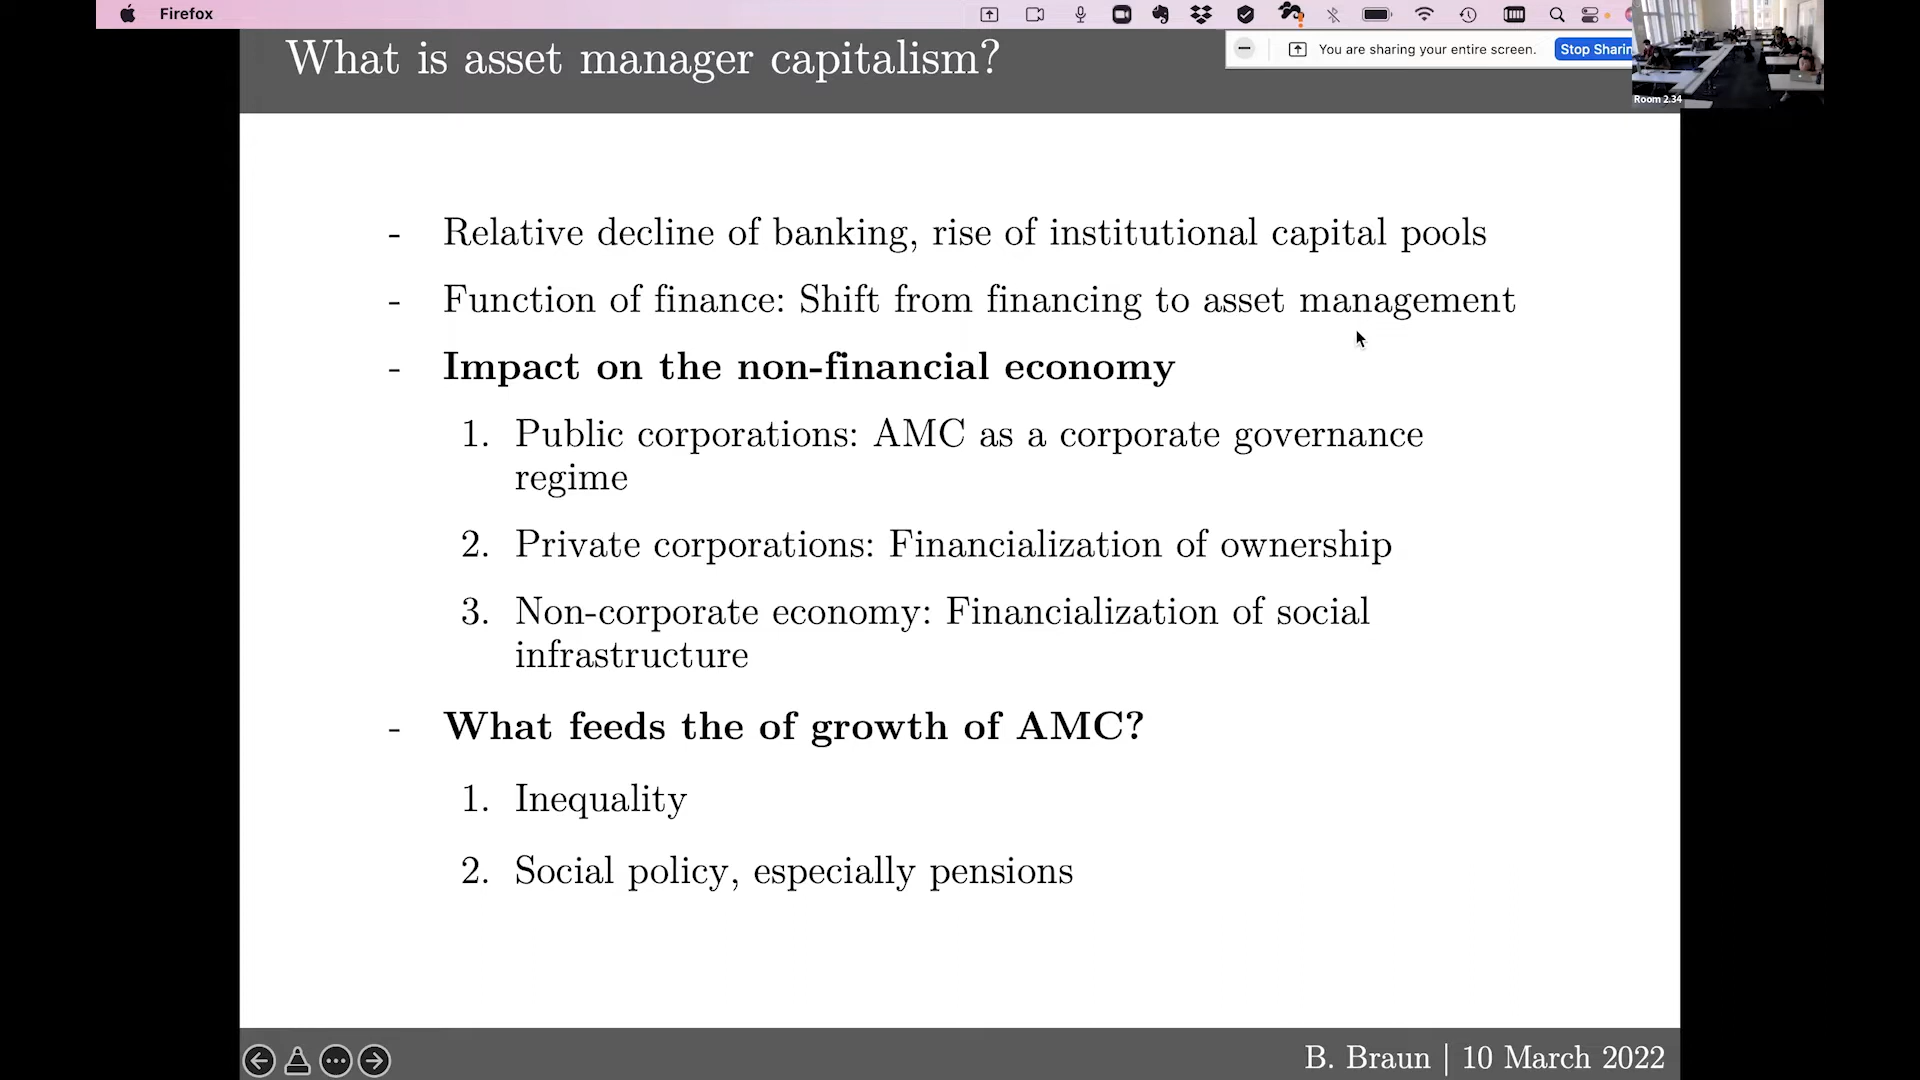 Firefox
What is asset manager capitalism?
You are sharing your entire screen.
Stop Sharin
Room 2.34
- Relative decline of banking, rise of institutional capital pools
- Function of finance: Shift from financing to asset management
- Impact on the non-financial economy
1. Public corporations: AMC as a corporate governance
regime
2. Private corporations: Financialization of ownership
3. Non-corporate economy: Financialization of social
infrastructure
- What feeds the of growth of AMC?
1. Inequality
2. Social policy, especially pensions
B. Braun | 10 March 2022